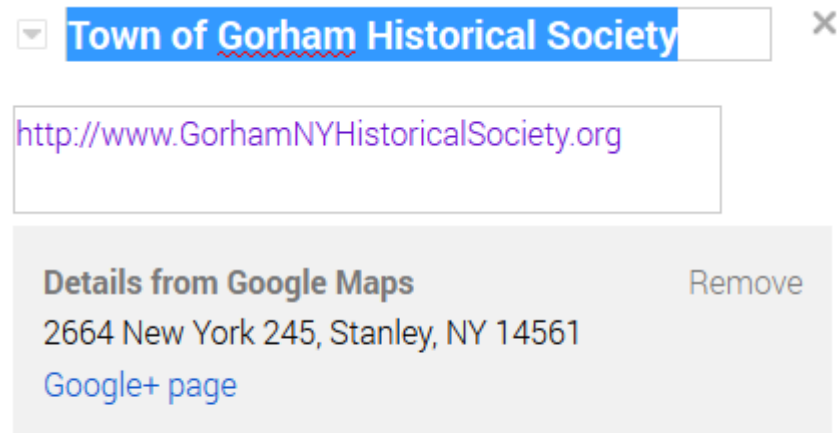 Town of Gorham Historical Society
http://www.GorhamNYHistoricalSociety.org
Details from Google Maps
Remove
2664 New York 245, Stanley, NY 14561
Google+ page